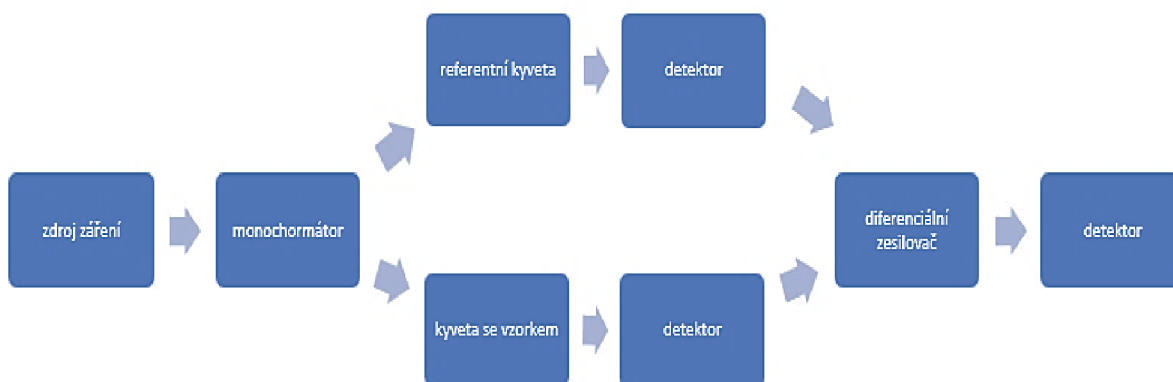 referentní kyveta
detektor
zdroj záření
monochormátor
diferenciální
zesilovač
detektor
kyveta se vzorkem
detektor